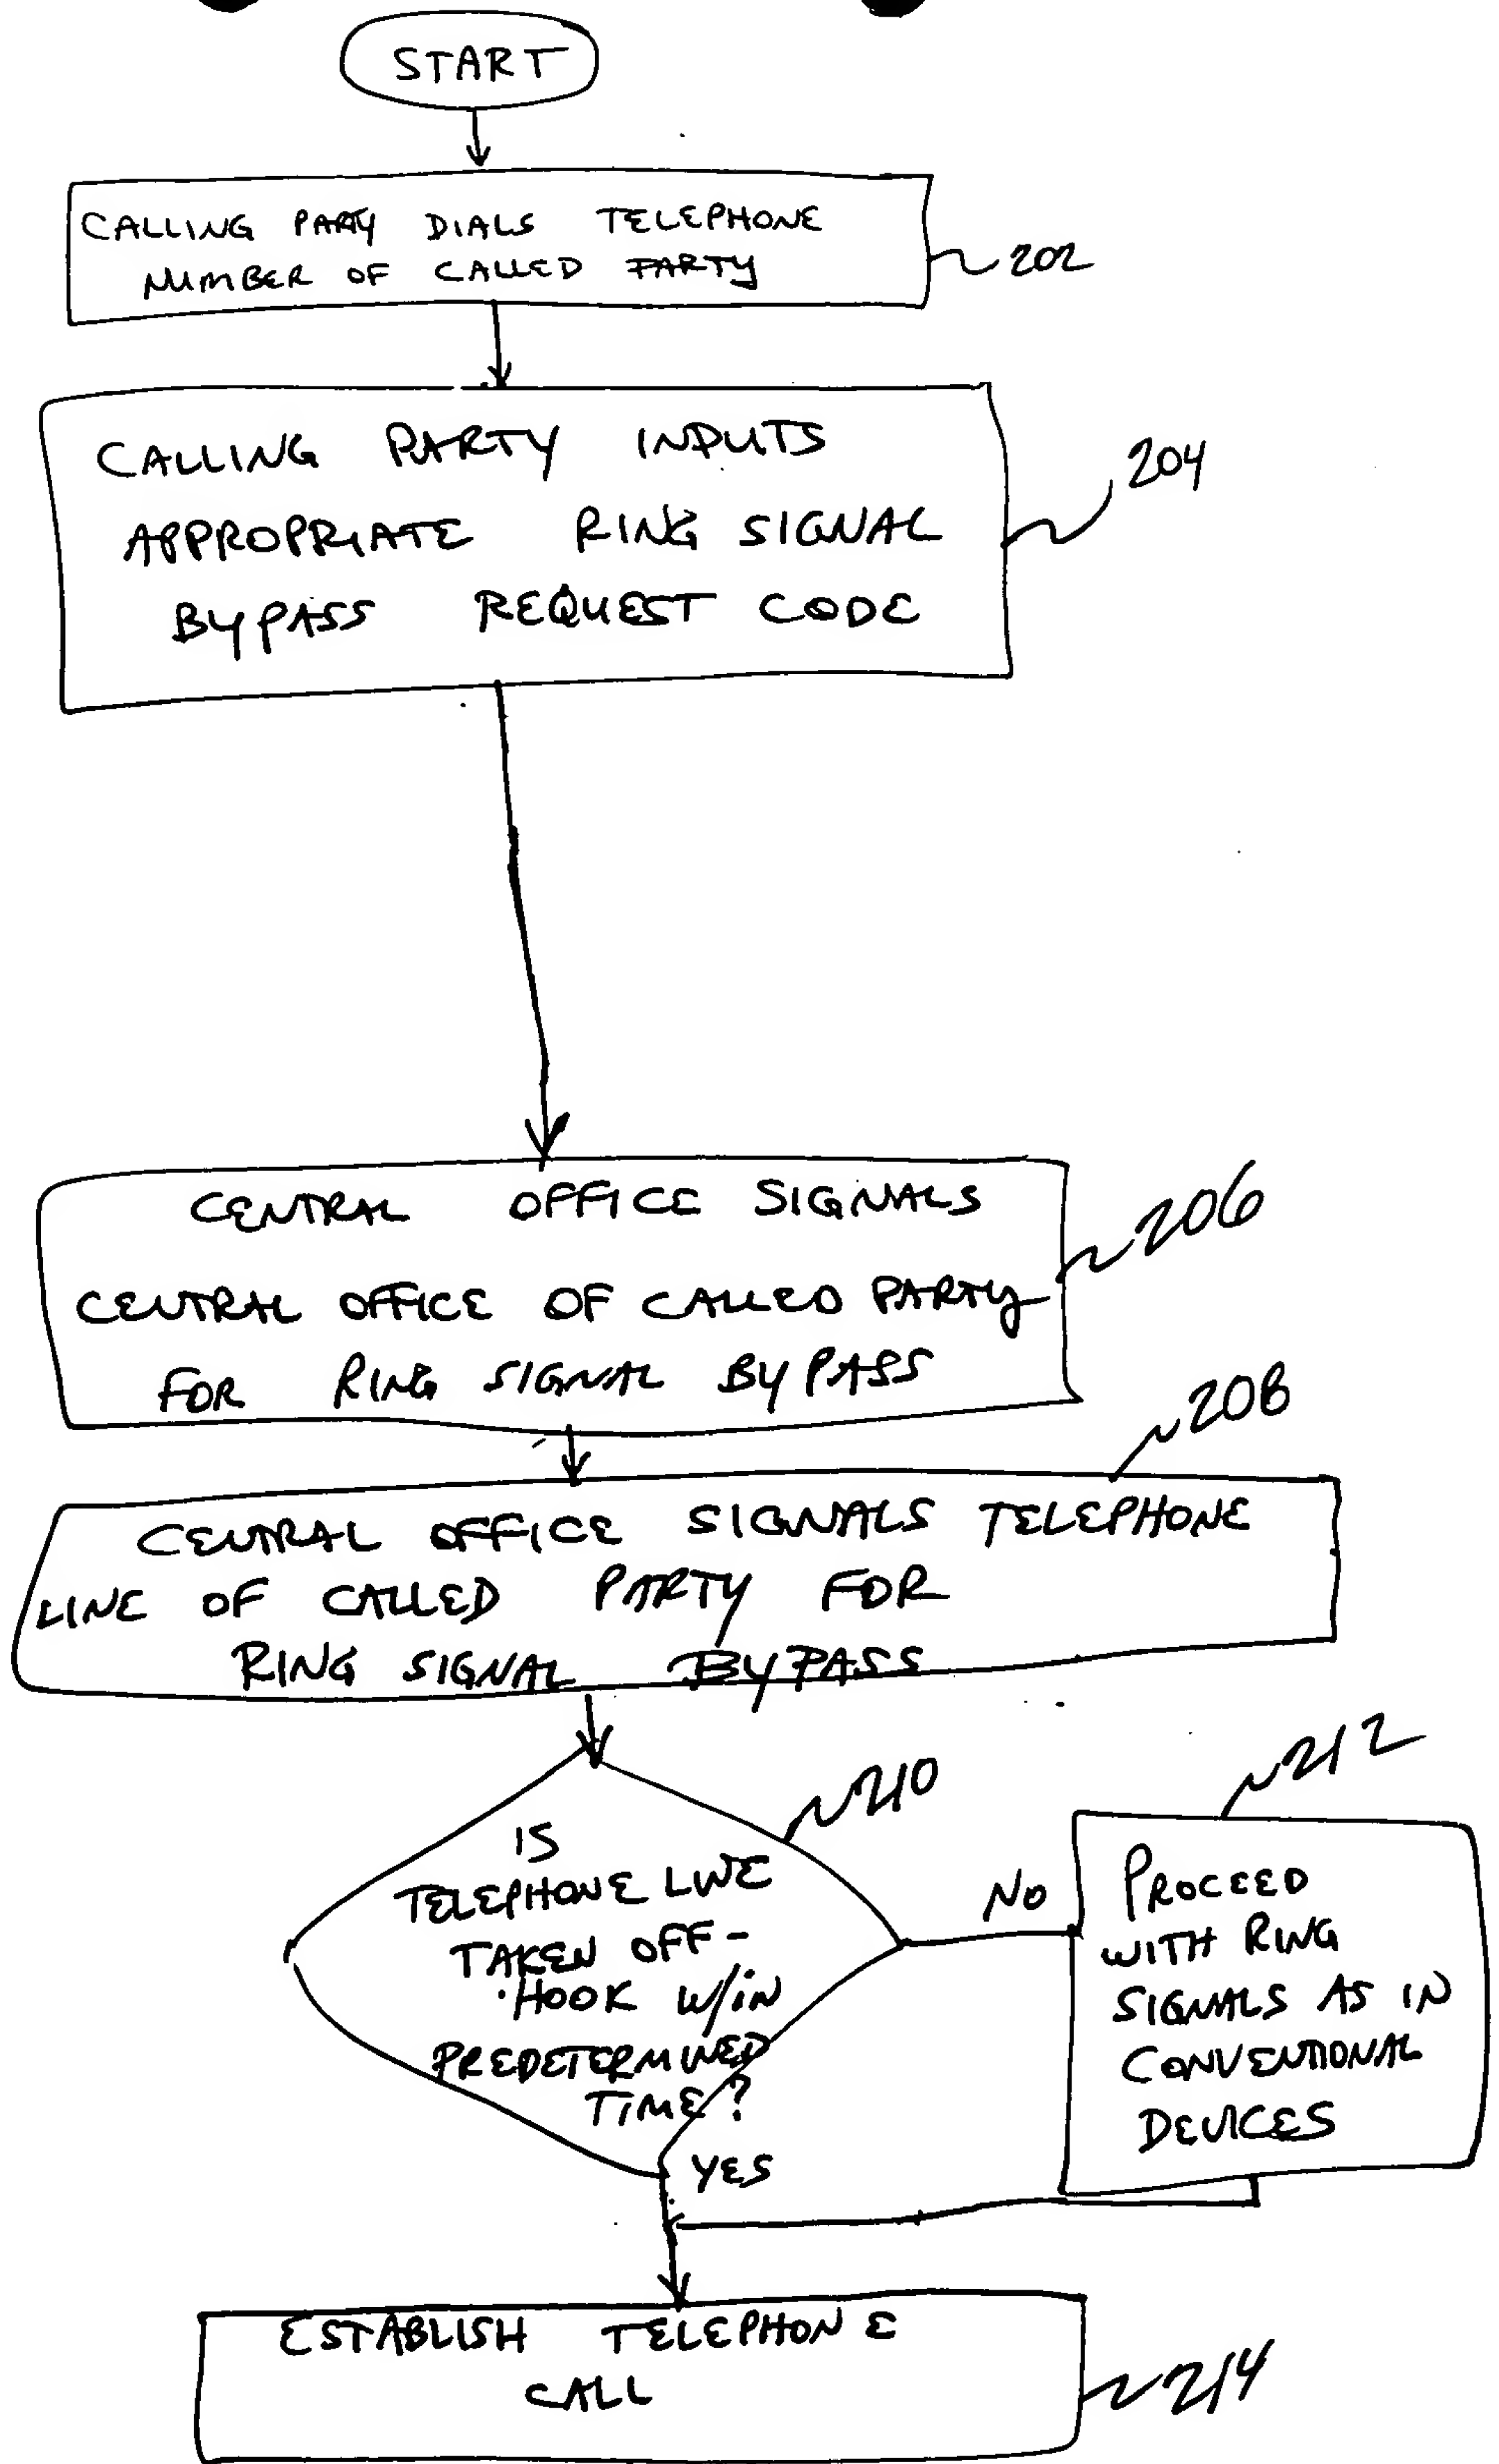 START
CALLING PARTY DIALS TELEPHONE
NUMBER OF CALLED PARTY
202
CALLING PARTY INPUTS
APPROPRIATE RING SIGNAL
BYPASS REQUEST CODE
204
CENTRAL OFFICE SIGNALS
CENTRAL OFFICE OF CALLED PARTY
FOR RING SIGNAL BYPASS
206
208
CENTRAL OFFICE SIGNALS TELEPHONE
LINE OF CALLED PARTY FOR
RING SIGNAL BYPASS
210
IS
TELEPHONE LINE
TAKEN OFF-
HOOK W/IN
PREDETERMINED
TIME?
NO
212
PROCEED
WITH RING
SIGNALS AS IN
CONVENTIONAL
DEVICES
YES
ESTABLISH TELEPHONE
CALL
214